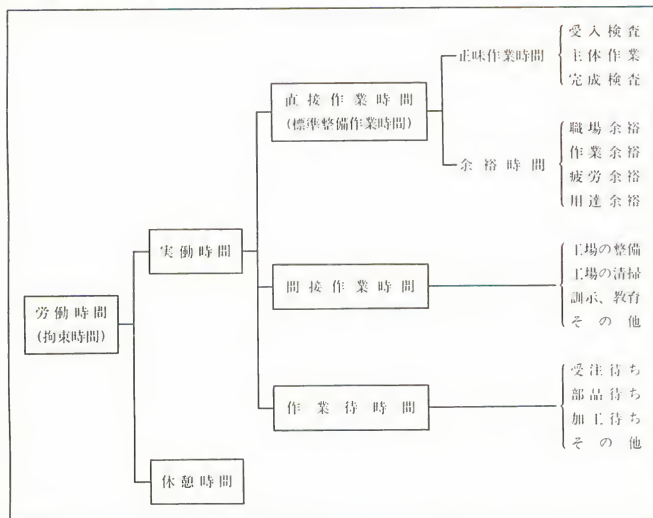 受入検査
正味作業時間
主体作業
完成検査
直接作業時間
(標準整備作業時間)
職場余裕
作業余裕
余裕時間
疲労余裕
用達余裕
実働時間
工場の整備
間接作業時間
工場の清掃
訓示、教育
その他
労働時間
(拘束時間)
受注待ち
作業待時間
部品待ち
加工待ち
その他
休憩時間